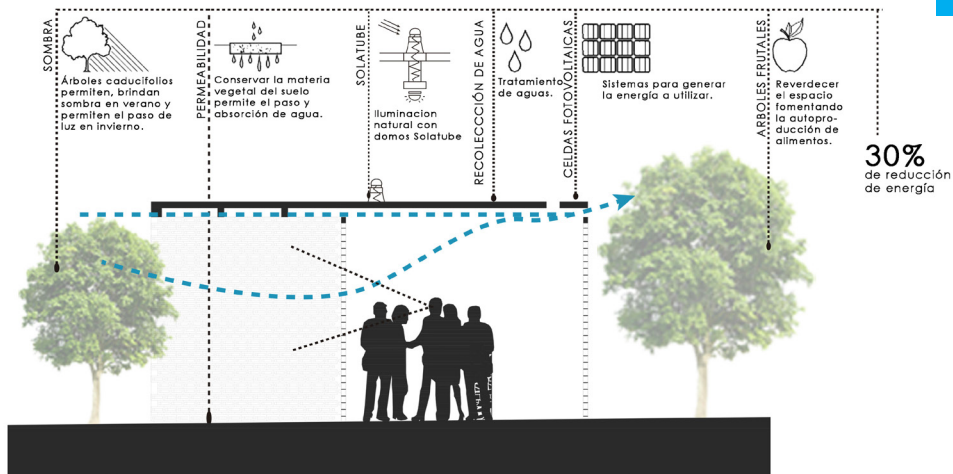 SOMBRA
Árboles caducifolios
permiten, brindan
sombra en verano y
permiten el paso de
luz en invierno.
PERMEABILIDAD
Conservar la materia
vegetal del suelo
permite el paso y
absorción de agua.
SOLATUBE
Iluminacion
natural con
domos Solatube
RECOLECCCIÓN DE AGUA
Tratamiento
de aguas.
CELDAS FOTOVOLTAICAS
Sistemas para generar
la energía a utilizar.
ARBOLES FRUTALES
Reverdecer
el espacio
fomentando
la autopro-
ducción de
alimentos.
30%
de reducción
de energía